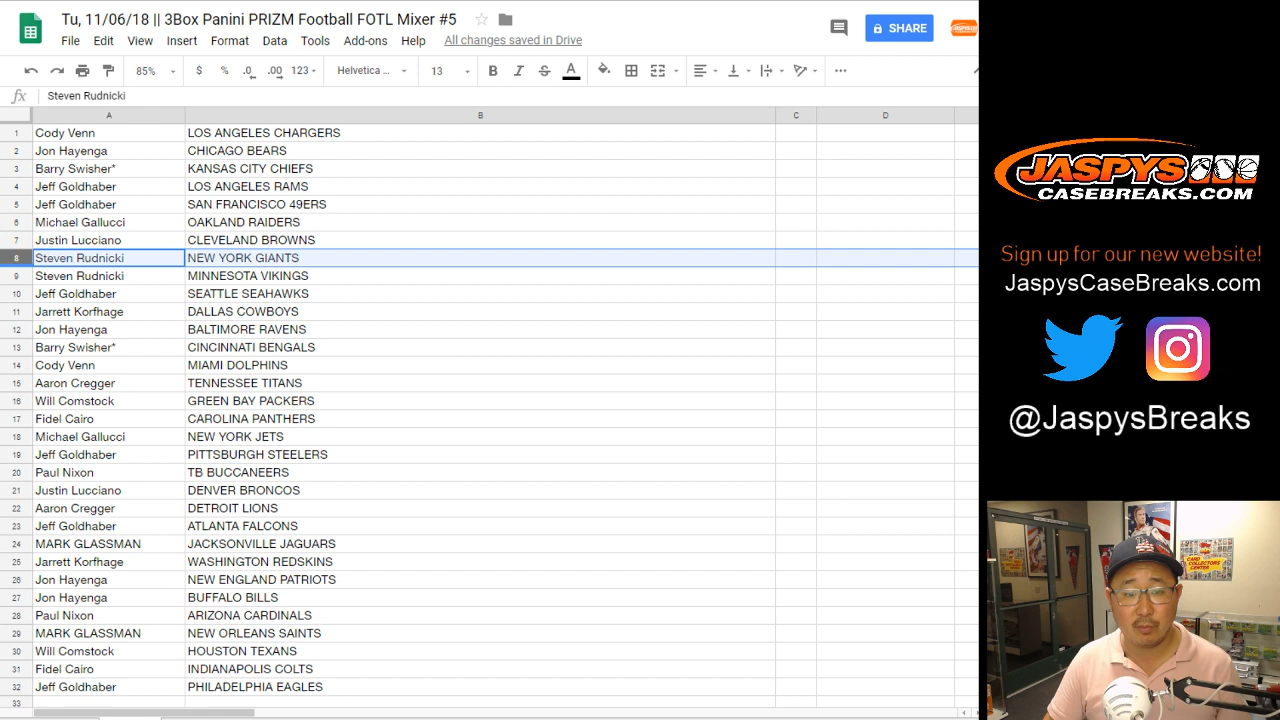 Tu, 11/06/18 || 3Box Panini PRIZM Football FOTL Mixer #5
File Edit View Insert Format Data Tools Add-ons Help All changes saved in Drive
SHARE
85% $ % .0 .00 123 Helvetica ... 13 B I S A
fx Steven Rudnicki
A B C D
1 Cody Venn LOS ANGELES CHARGERS
2 Jon Hayenga CHICAGO BEARS
3 Barry Swisher* KANSAS CITY CHIEFS
4 Jeff Goldhaber LOS ANGELES RAMS
5 Jeff Goldhaber SAN FRANCISCO 49ERS
6 Michael Gallucci OAKLAND RAIDERS
7 Justin Lucciano CLEVELAND BROWNS
8 Steven Rudnicki NEW YORK GIANTS
9 Steven Rudnicki MINNESOTA VIKINGS
10 Jeff Goldhaber SEATTLE SEAHAWKS
11 Jarrett Korfhage DALLAS COWBOYS
12 Jon Hayenga BALTIMORE RAVENS
13 Barry Swisher* CINCINNATI BENGALS
14 Cody Venn MIAMI DOLPHINS
15 Aaron Cregger TENNESSEE TITANS
16 Will Comstock GREEN BAY PACKERS
17 Fidel Cairo CAROLINA PANTHERS
18 Michael Gallucci NEW YORK JETS
19 Jeff Goldhaber PITTSBURGH STEELERS
20 Paul Nixon TB BUCCANEERS
21 Justin Lucciano DENVER BRONCOS
22 Aaron Cregger DETROIT LIONS
23 Jeff Goldhaber ATLANTA FALCONS
24 MARK GLASSMAN JACKSONVILLE JAGUARS
25 Jarrett Korfhage WASHINGTON REDSKINS
26 Jon Hayenga NEW ENGLAND PATRIOTS
27 Jon Hayenga BUFFALO BILLS
28 Paul Nixon ARIZONA CARDINALS
29 MARK GLASSMAN NEW ORLEANS SAINTS
30 Will Comstock HOUSTON TEXANS
31 Fidel Cairo INDIANAPOLIS COLTS
32 Jeff Goldhaber PHILADELPHIA EAGLES
33
JASPYS
CASEBREAKS.COM
Sign up for our new website!
JaspysCaseBreaks.com
@JaspysBreaks
CARD
COLLECTORS
CENTER